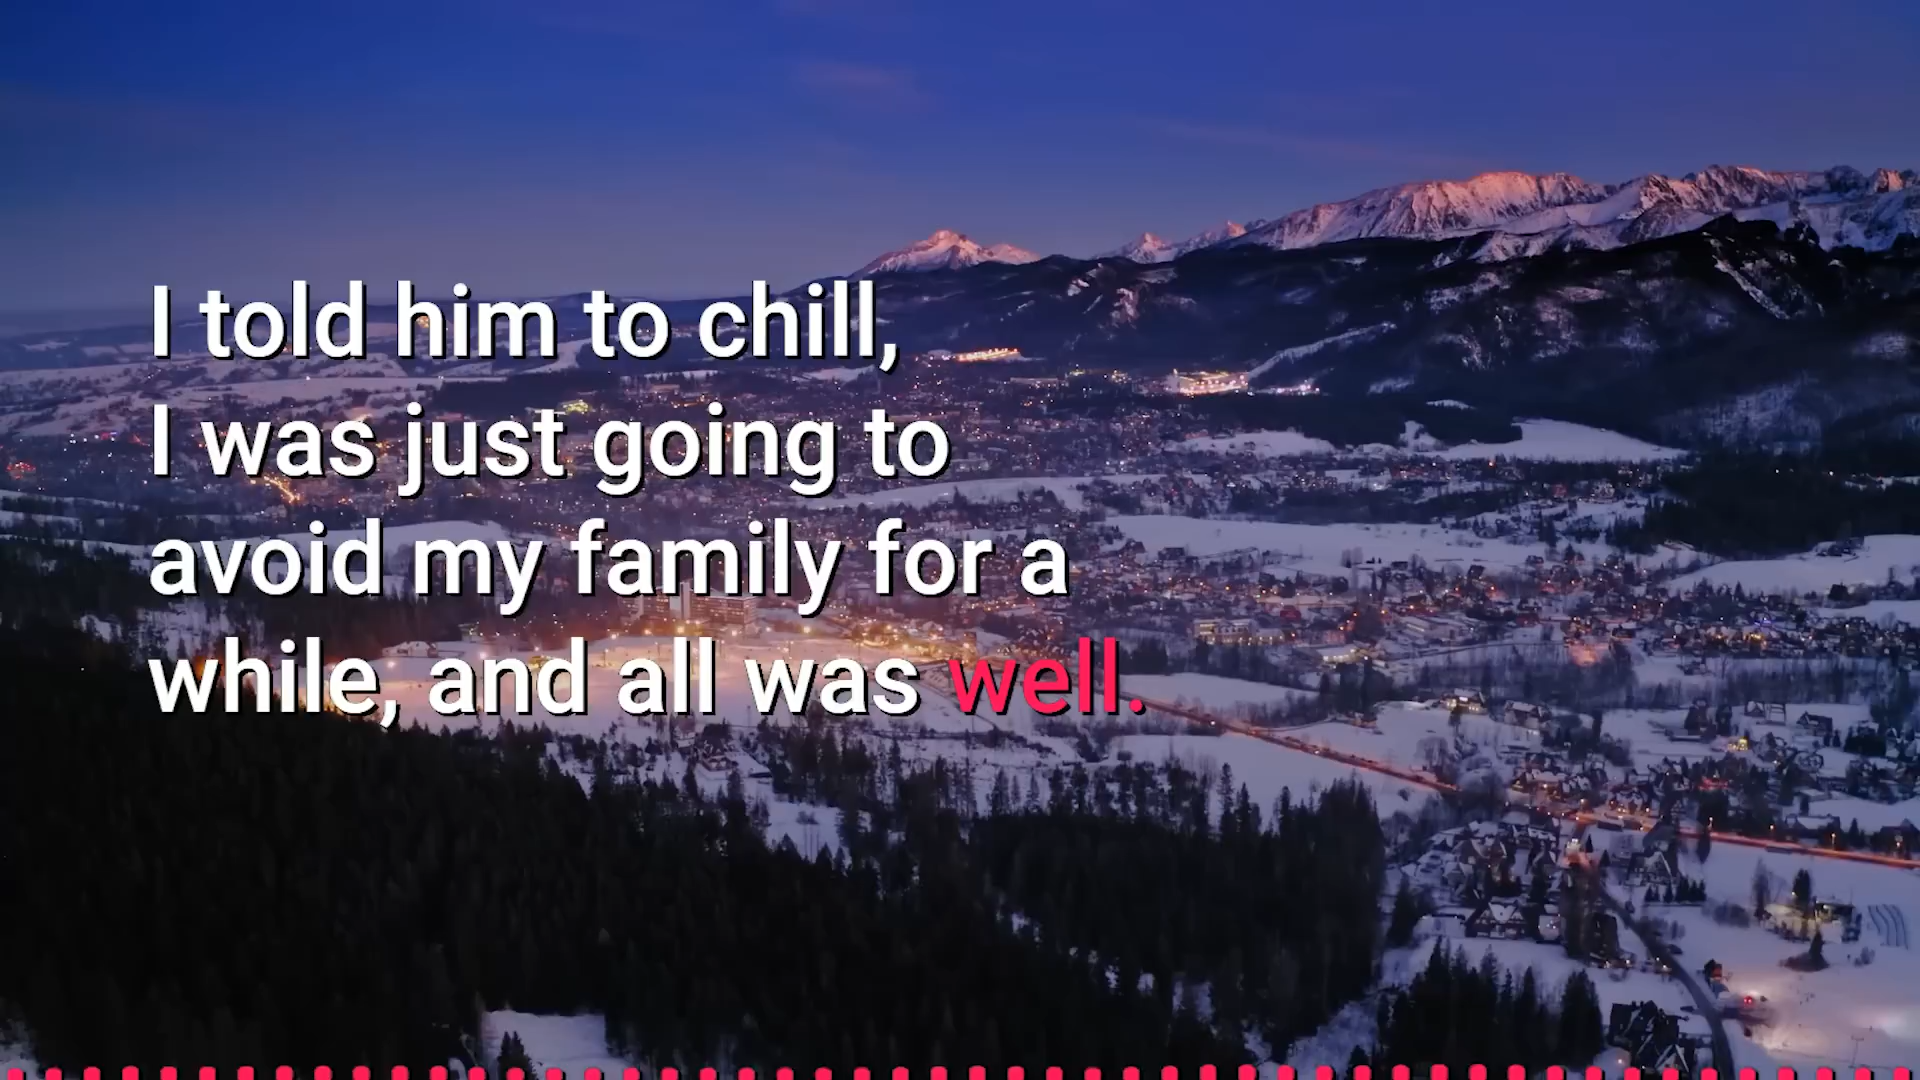 I told him to chill,
I was just going to
avoid my family for a
while, and all was well.